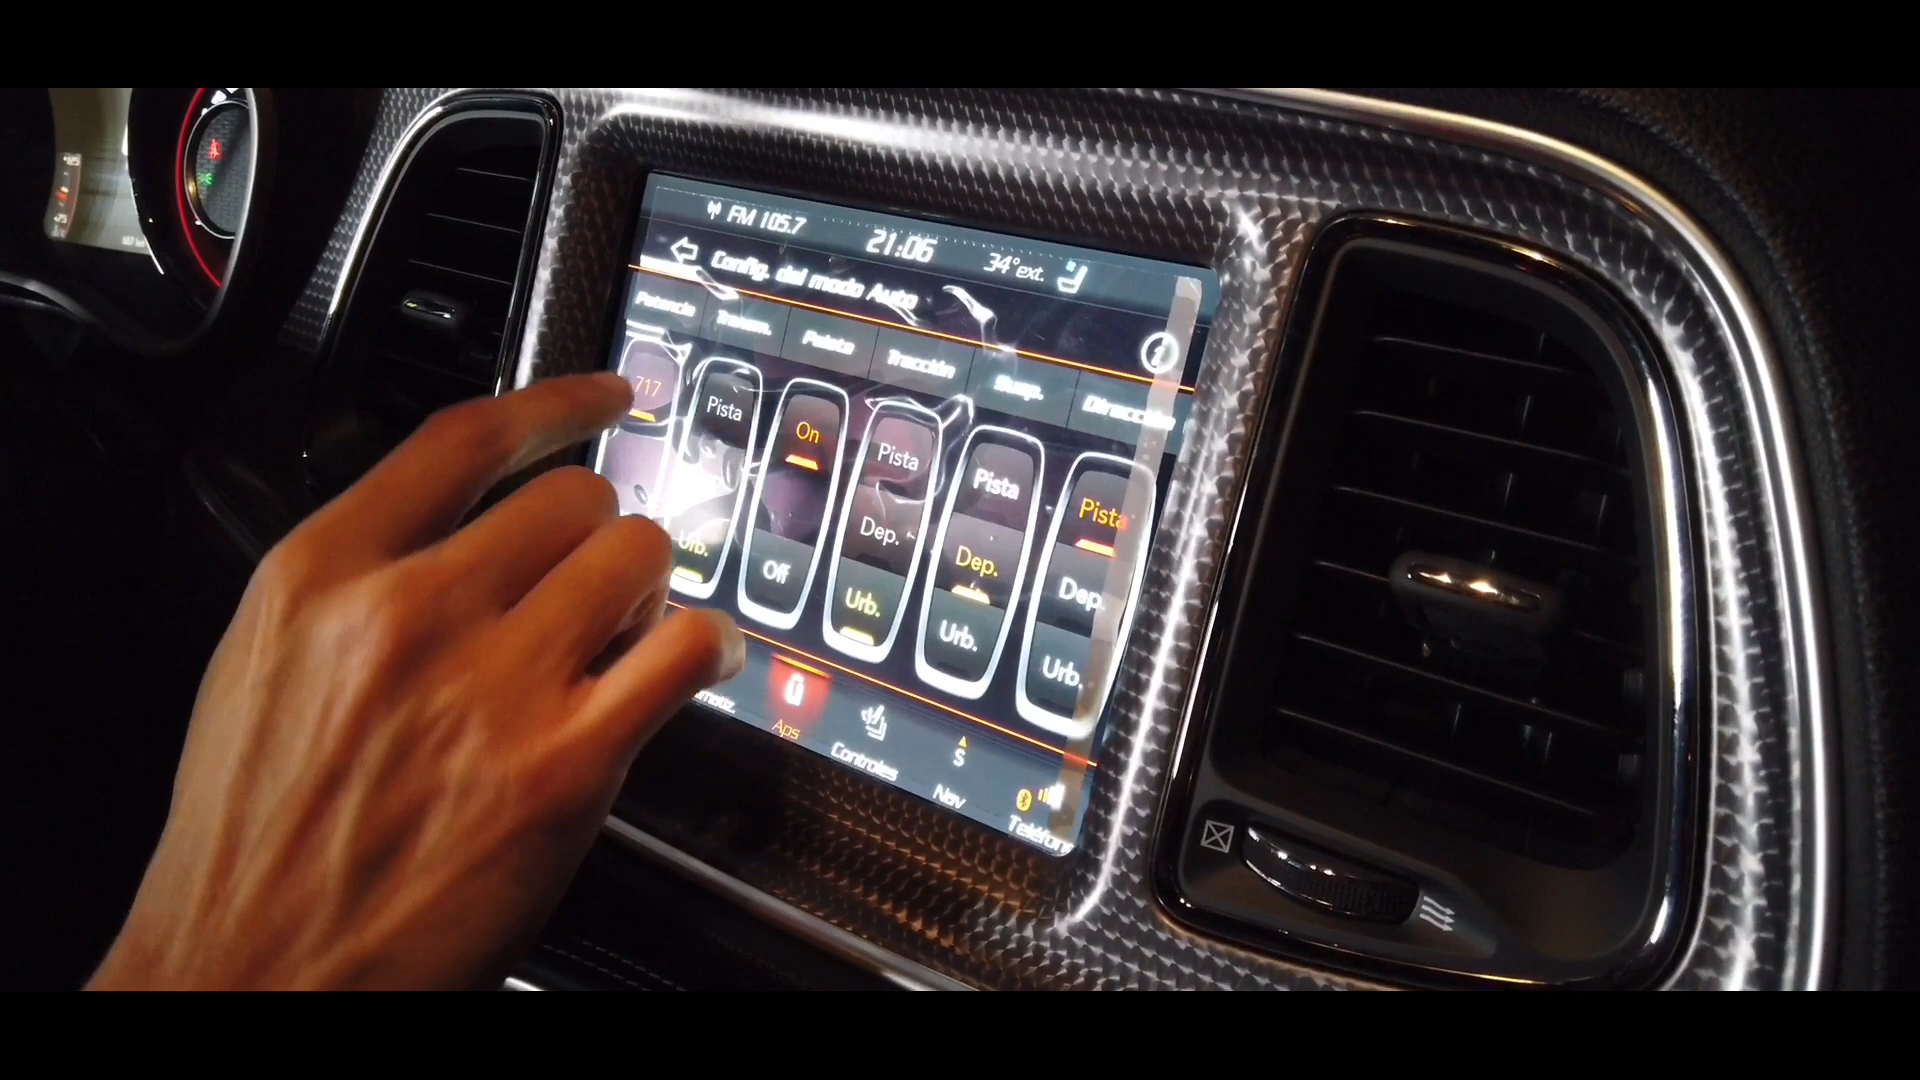 FM 105.7 21:06 34° ext.
Config. del modo Auto
Potencia Transm. Paleta Tracción Susp. Dirección
717 Pista On Pista Pista Pista
Dep. Dep. Dep.
Urb. Off Urb. Urb. Urb.
Aps Controles Nav
S